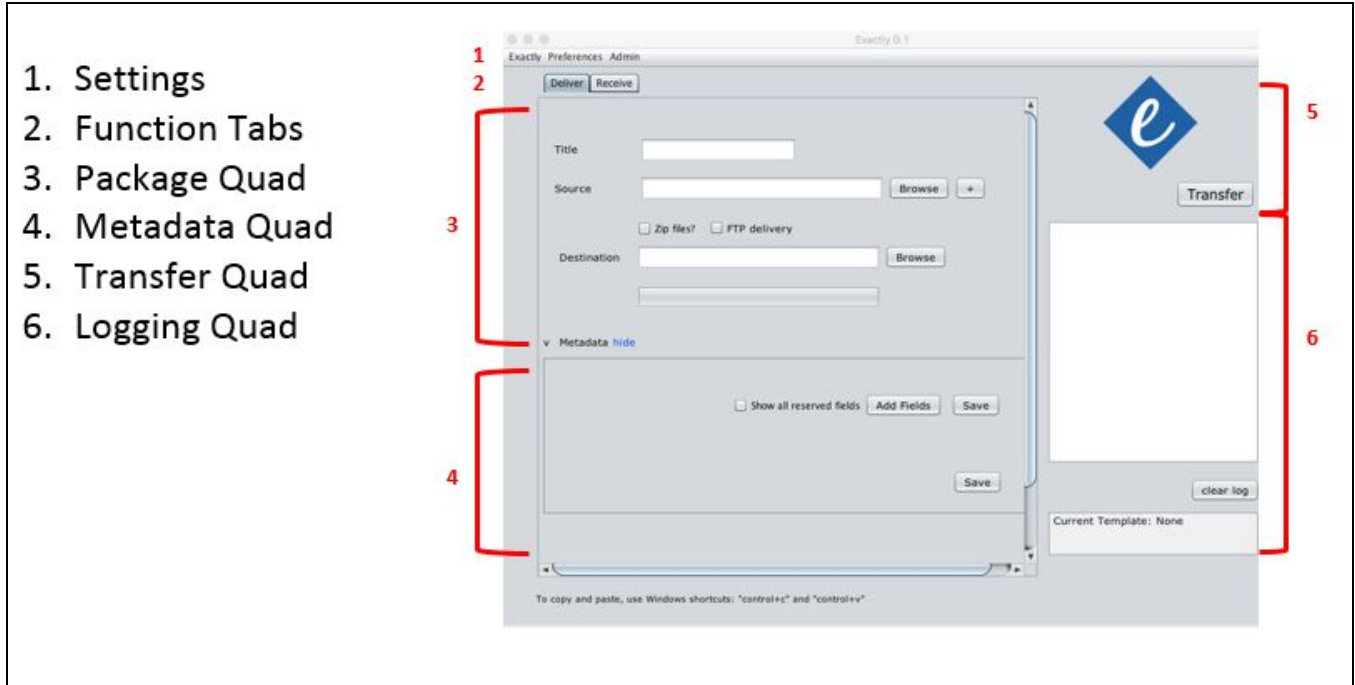 1. Settings
2. Function Tabs
3. Package Quad
4. Metadata Quad
5. Transfer Quad
6. Logging Quad
Exactly 0.1
1
Exactly Preferences Admin
2
Deliver Receive
3
Title
Source Browse +
Zip files? FTP delivery
Destination Browse
v Metadata hide
4
Show all reserved fields Add Fields Save
Save
To copy and paste, use Windows shortcuts: "control+c" and "control+v"
e
5
Transfer
6
clear log
Current Template: None